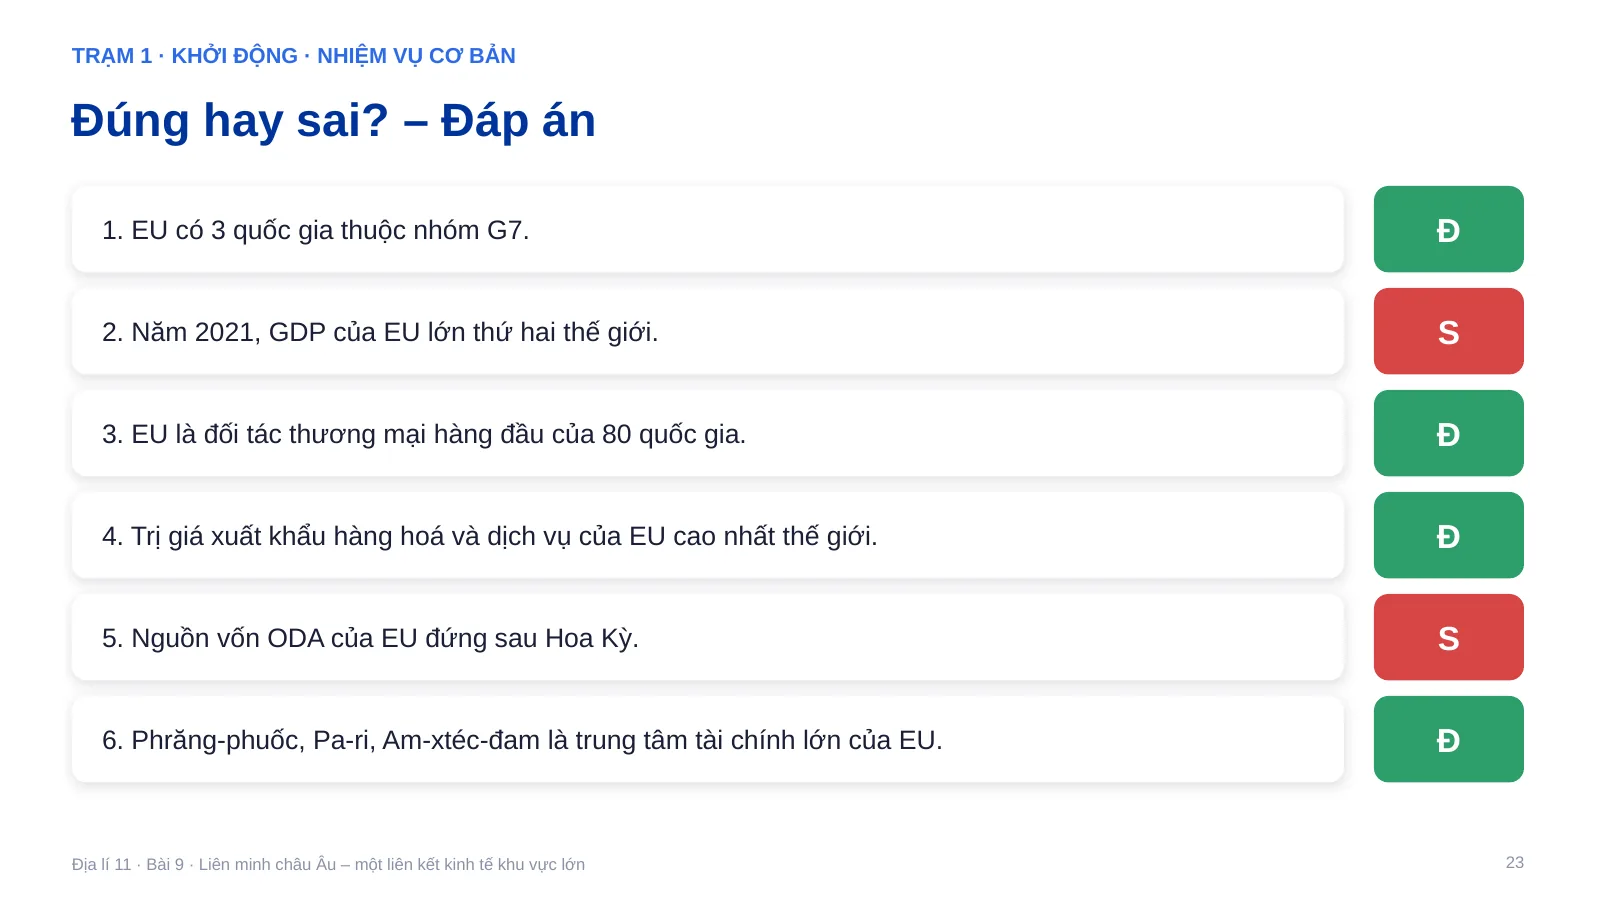 TRẠM 1 · KHỞI ĐỘNG · NHIỆM VỤ CƠ BẢN
Đúng hay sai? – Đáp án
1. EU có 3 quốc gia thuộc nhóm G7.
Đ
2. Năm 2021, GDP của EU lớn thứ hai thế giới.
S
3. EU là đối tác thương mại hàng đầu của 80 quốc gia.
Đ
4. Trị giá xuất khẩu hàng hoá và dịch vụ của EU cao nhất thế giới.
Đ
5. Nguồn vốn ODA của EU đứng sau Hoa Kỳ.
S
6. Phrăng-phuốc, Pa-ri, Am-xtéc-đam là trung tâm tài chính lớn của EU.
Đ
Địa lí 11 · Bài 9 · Liên minh châu Âu – một liên kết kinh tế khu vực lớn
23